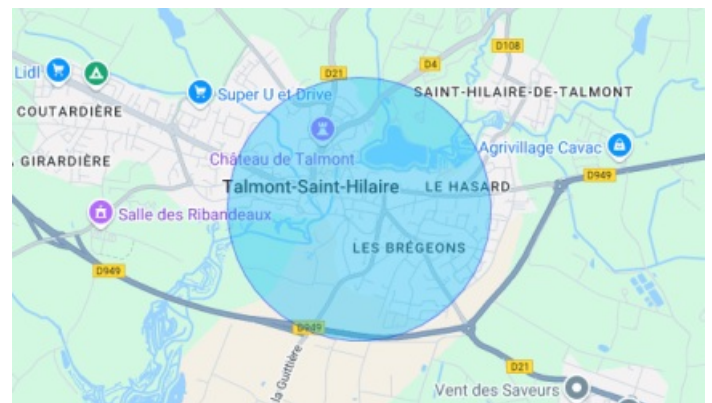 D108
D21
D4
Lidl
Super U et Drive
SAINT-HILAIRE-DE-TALMONT
COUTARDIÈRE
Agrivillage Cavac
GIRARDIÈRE
Château de Talmont
D949
Talmont-Saint-Hilaire
LE HASARD
Salle des Ribandeaux
LES BRÉGEONS
D949
D949
la Guittière
D21
Vent des Saveurs